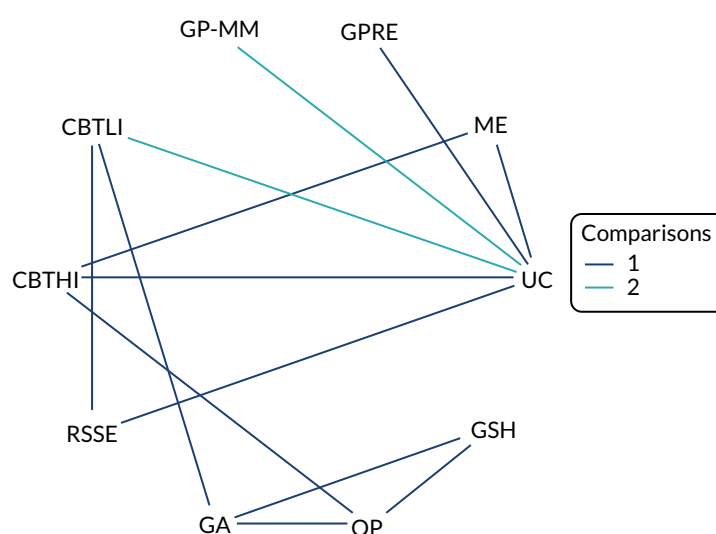 GP-MM
GPRE
CBTLI
ME
Comparisons
1
2
CBTHI
UC
RSSE
GSH
GA
OP